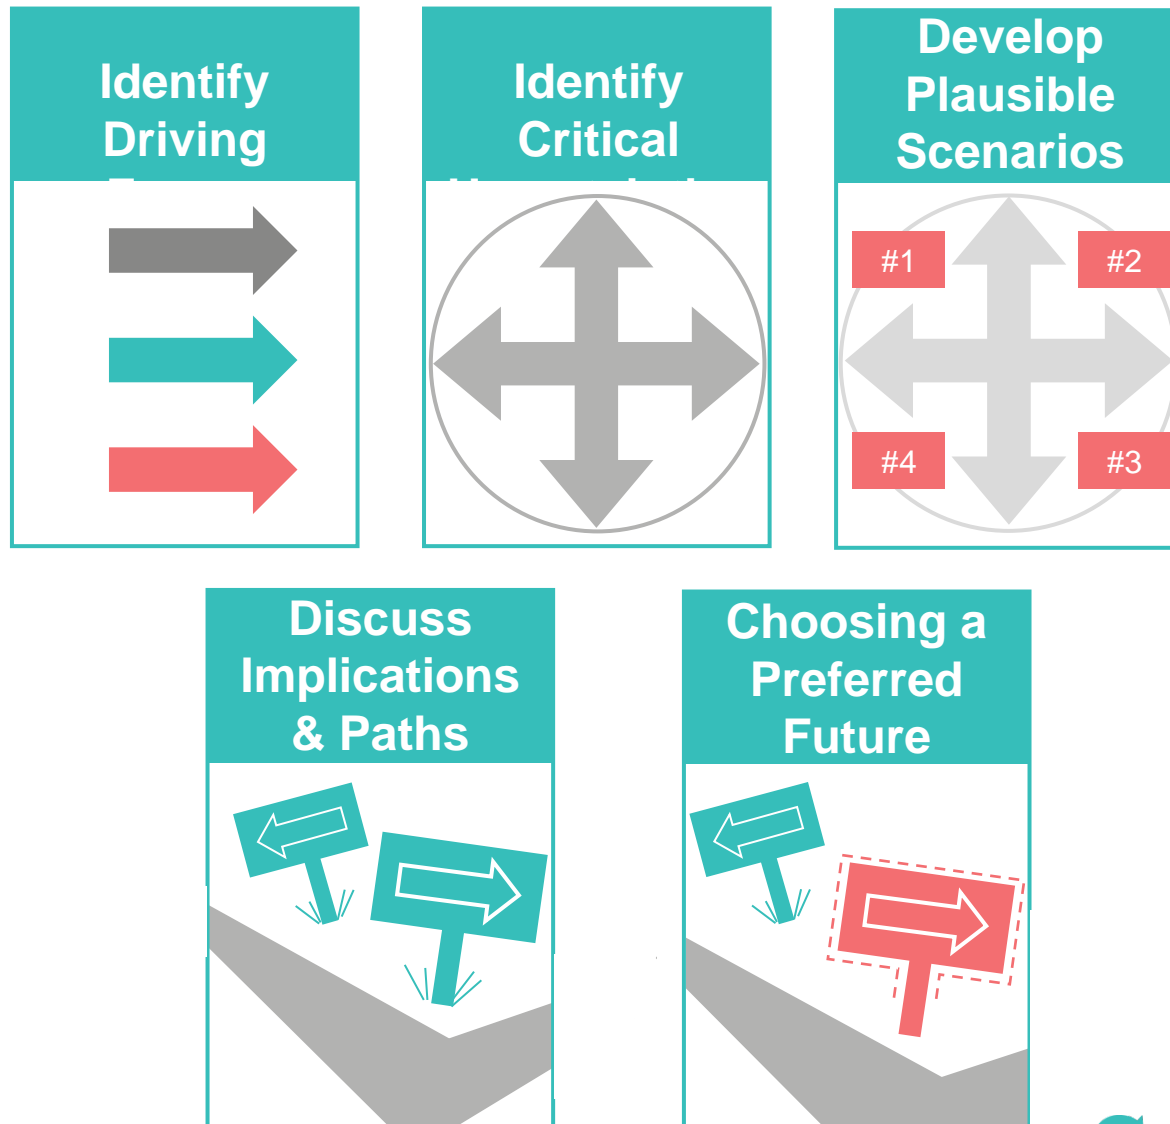 Identify
Driving
Identify
Critical
Develop
Plausible
Scenarios
#1
#2
#4
#3
Discuss
Implications
& Paths
Choosing a
Preferred
Future